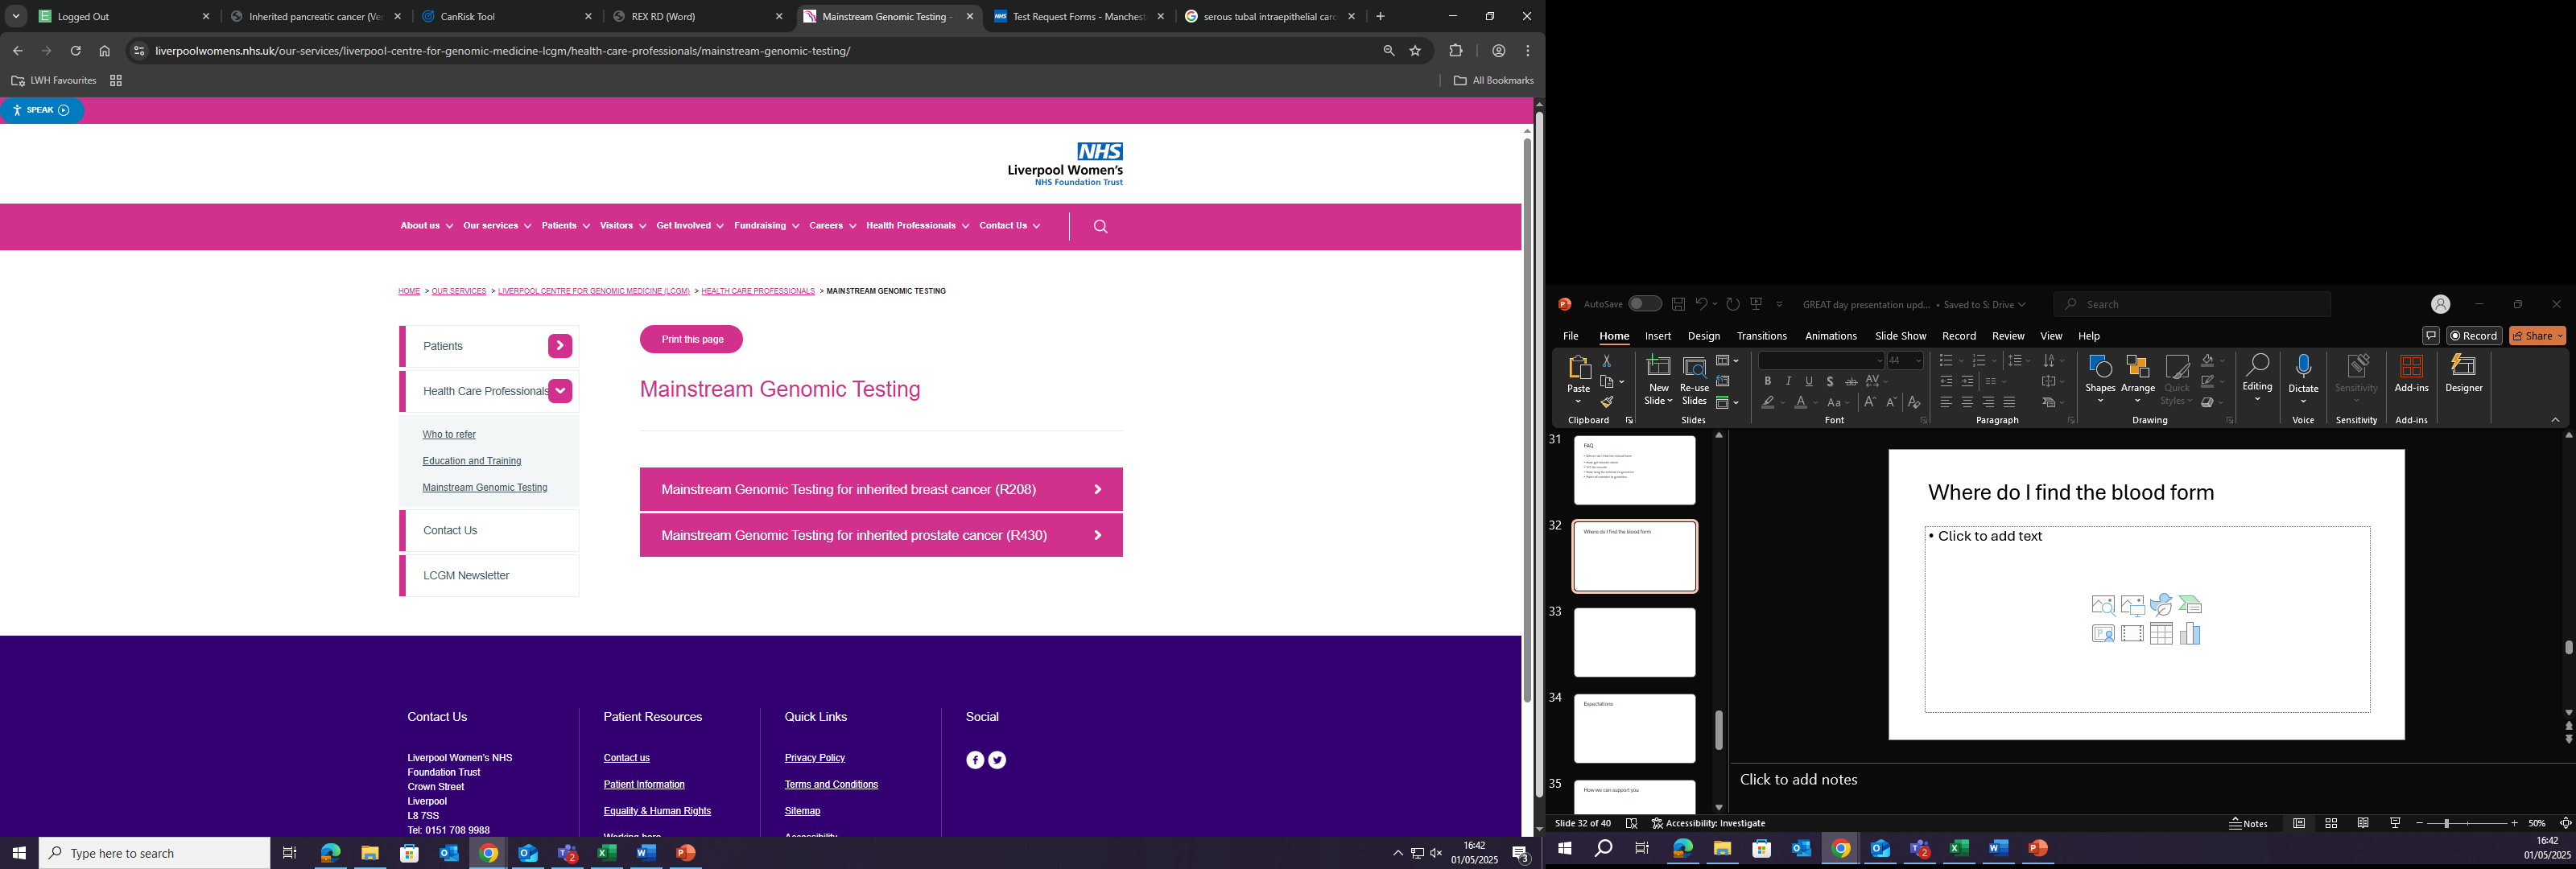 Logged Out
Inherited pancreatic cancer (Ver
CanRisk Tool
REX RD (Word)
Mainstream Genomic Testing -
Test Request Forms - Manchest
serous tubal intraepithelial carc
liverpoolwomens.nhs.uk/our-services/liverpool-centre-for-genomic-medicine-lcgm/health-care-professionals/mainstream-genomic-testing/
LWH Favourites
All Bookmarks
SPEAK
NHS
Liverpool Women's
NHS Foundation Trust
About us Our services Patients Visitors Get Involved Fundraising Careers Health Professionals Contact Us
HOME > OUR SERVICES > LIVERPOOL CENTRE FOR GENOMIC MEDICINE (LCGM) > HEALTH CARE PROFESSIONALS > MAINSTREAM GENOMIC TESTING
Patients
Health Care Professionals
Who to refer
Education and Training
Mainstream Genomic Testing
Contact Us
LCGM Newsletter
Print this page
Mainstream Genomic Testing
Mainstream Genomic Testing for inherited breast cancer (R208)
Mainstream Genomic Testing for inherited prostate cancer (R430)
Contact Us
Liverpool Women's NHS
Foundation Trust
Crown Street
Liverpool
L8 7SS
Tel: 0151 708 9988
Patient Resources
Contact us
Patient Information
Equality & Human Rights
Working here
Quick Links
Privacy Policy
Terms and Conditions
Sitemap
Accessibility
Social
Type here to search
2
16:42
01/05/2025
3
AutoSave
GREAT day presentation upd... • Saved to S: Drive
Search
File Home Insert Design Transitions Animations Slide Show Record Review View Help
Record
Share
Paste
New
Slide
Re-use
Slides
44
B I U S ab AV
A Aa A A A
Shapes
Arrange
Quick
Styles
Editing
Dictate
Sensitivity
Add-ins
Designer
Clipboard
Slides
Font
Paragraph
Drawing
Voice
Sensitivity
Add-ins
31
FAQ
32
Where do I find the blood form
33
34
Expectations
35
How we can support you
Where do I find the blood form
• Click to add text
Click to add notes
Slide 32 of 40
Accessibility: Investigate
Notes
50%
2
16:42
01/05/2025